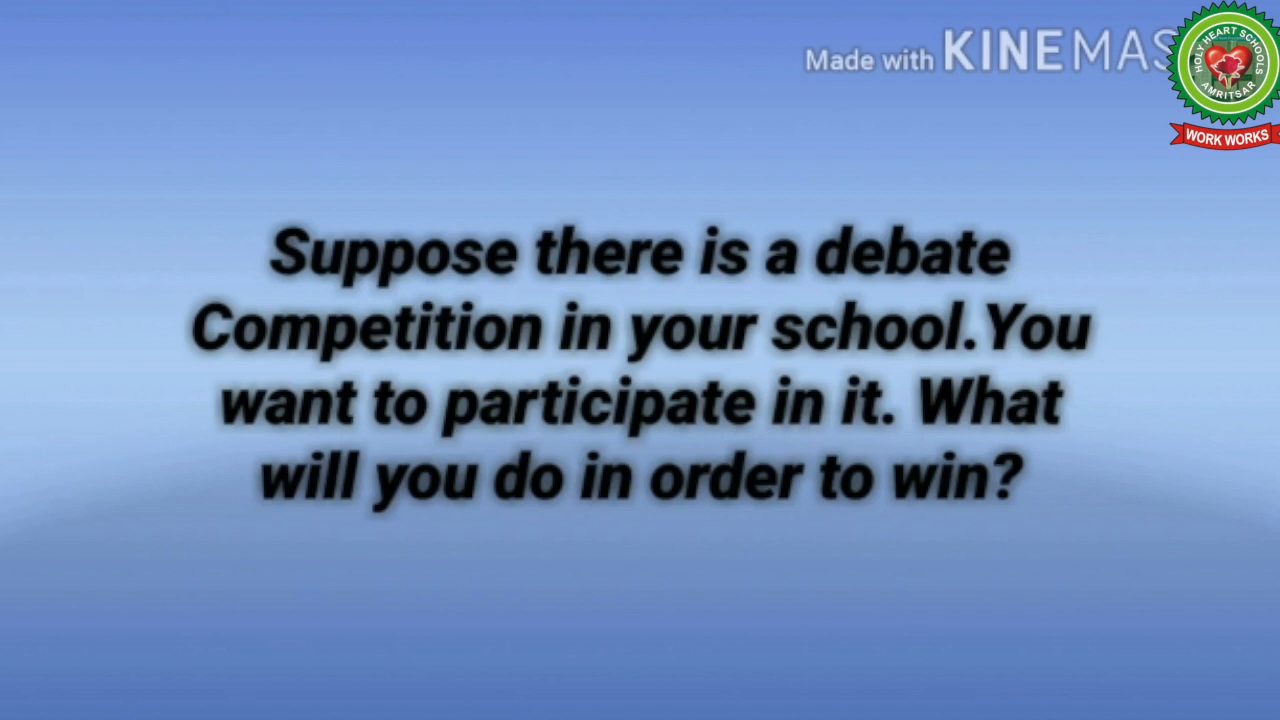 Made with KINEMAS
HOLY HEART SCHOOLS
AMRITSAR
WORK WORKS
Suppose there is a debate
Competition in your school.You
want to participate in it. What
will you do in order to win?